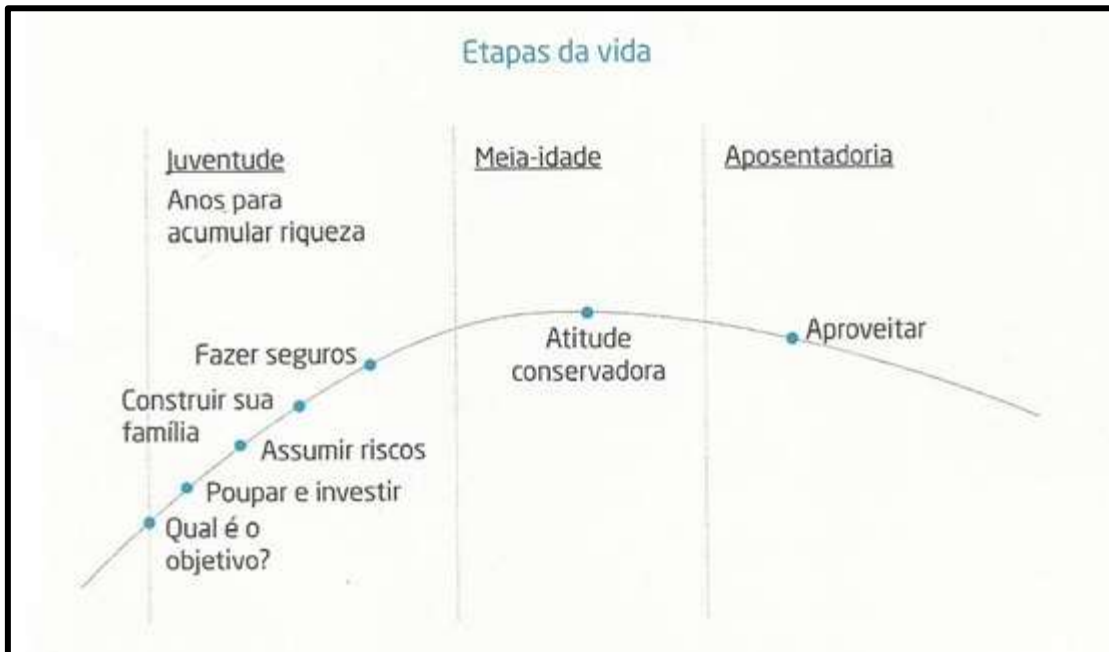 Etapas da vida
Juventude
Anos para
acumular riqueza
Meia-idade
Aposentadoria
Fazer seguros
Construir sua
família
Assumir riscos
Poupar e investir
Qual é o
objetivo?
Atitude
conservadora
Aproveitar